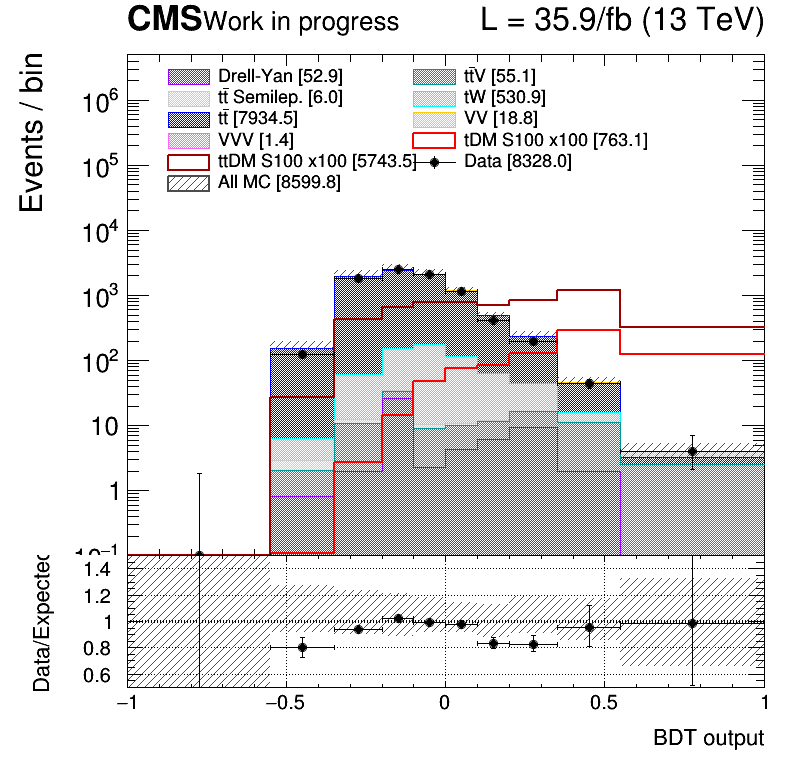 CMS Work in progress L = 35.9/fb (13 TeV)
Events / bin
Drell-Yan [52.9] tt̄V [55.1]
tt̄ Semilep. [6.0] tW [530.9]
tt̄ [7934.5] VV [18.8]
VVV [1.4] tDM S100 x100 [763.1]
ttDM S100 x100 [5743.5] Data [8328.0]
All MC [8599.8]
10⁶
10⁵
10⁴
10³
10²
10
1
10⁻¹
Data/Expected
1.4
1.2
1
0.8
0.6
−1 −0.5 0 0.5 1
BDT output